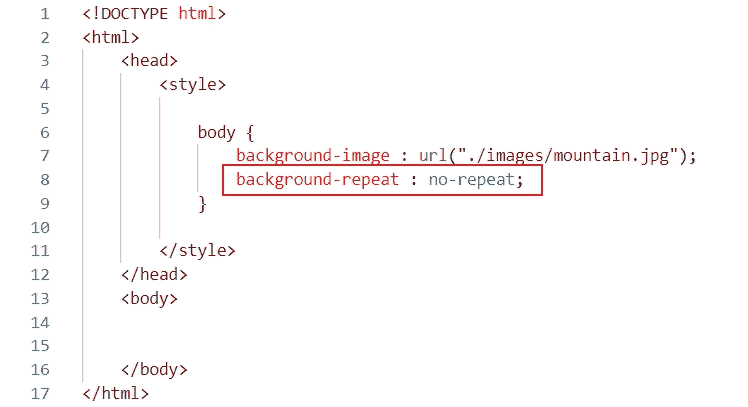 1 <!DOCTYPE html>
2 <html>
3     <head>
4         <style>
5
6             body {
7                 background-image : url("./images/mountain.jpg");
8                 background-repeat : no-repeat;
9             }
10
11         </style>
12     </head>
13     <body>
14
15
16     </body>
17 </html>